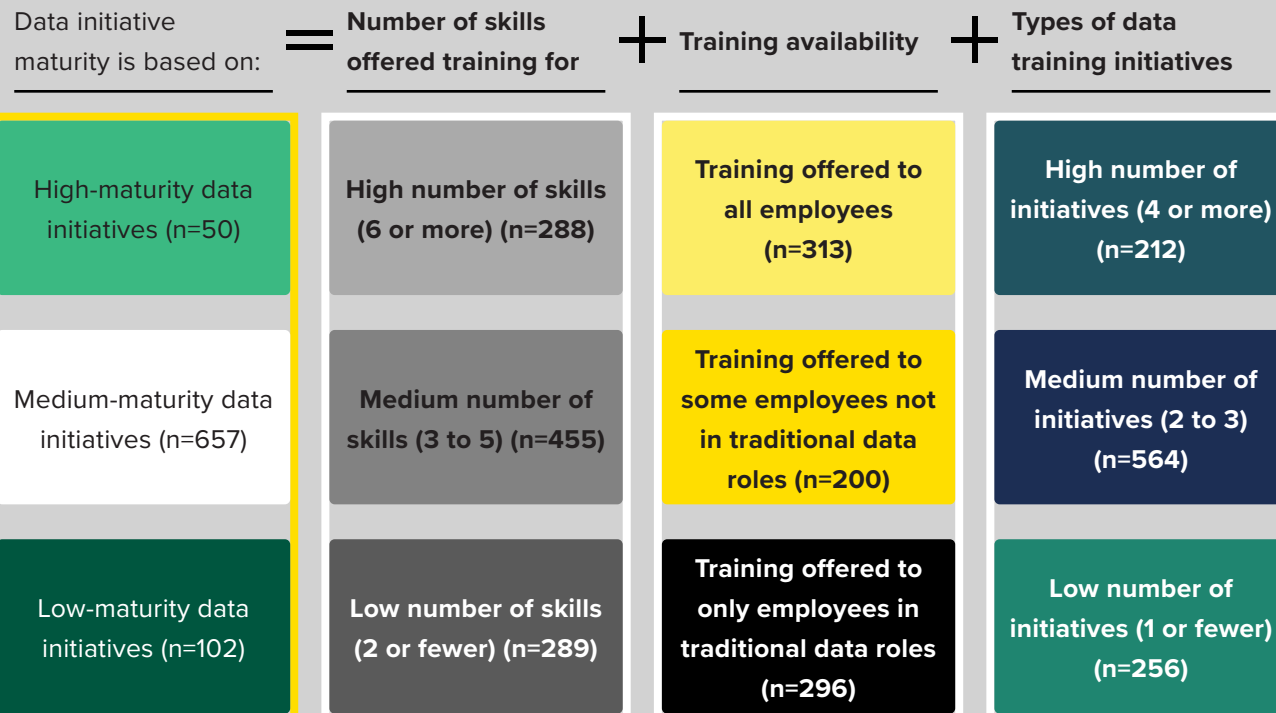 Data initiative
maturity is based on:
=
Number of skills
offered training for
+
Training availability
+
Types of data
training initiatives
High-maturity data
initiatives (n=50)
High number of skills
(6 or more) (n=288)
Training offered to
all employees
(n=313)
High number of
initiatives (4 or more)
(n=212)
Medium-maturity data
initiatives (n=657)
Medium number of
skills (3 to 5) (n=455)
Training offered to
some employees not
in traditional data
roles (n=200)
Medium number of
initiatives (2 to 3)
(n=564)
Low-maturity data
initiatives (n=102)
Low number of skills
(2 or fewer) (n=289)
Training offered to
only employees in
traditional data roles
(n=296)
Low number of
initiatives (1 or fewer)
(n=256)